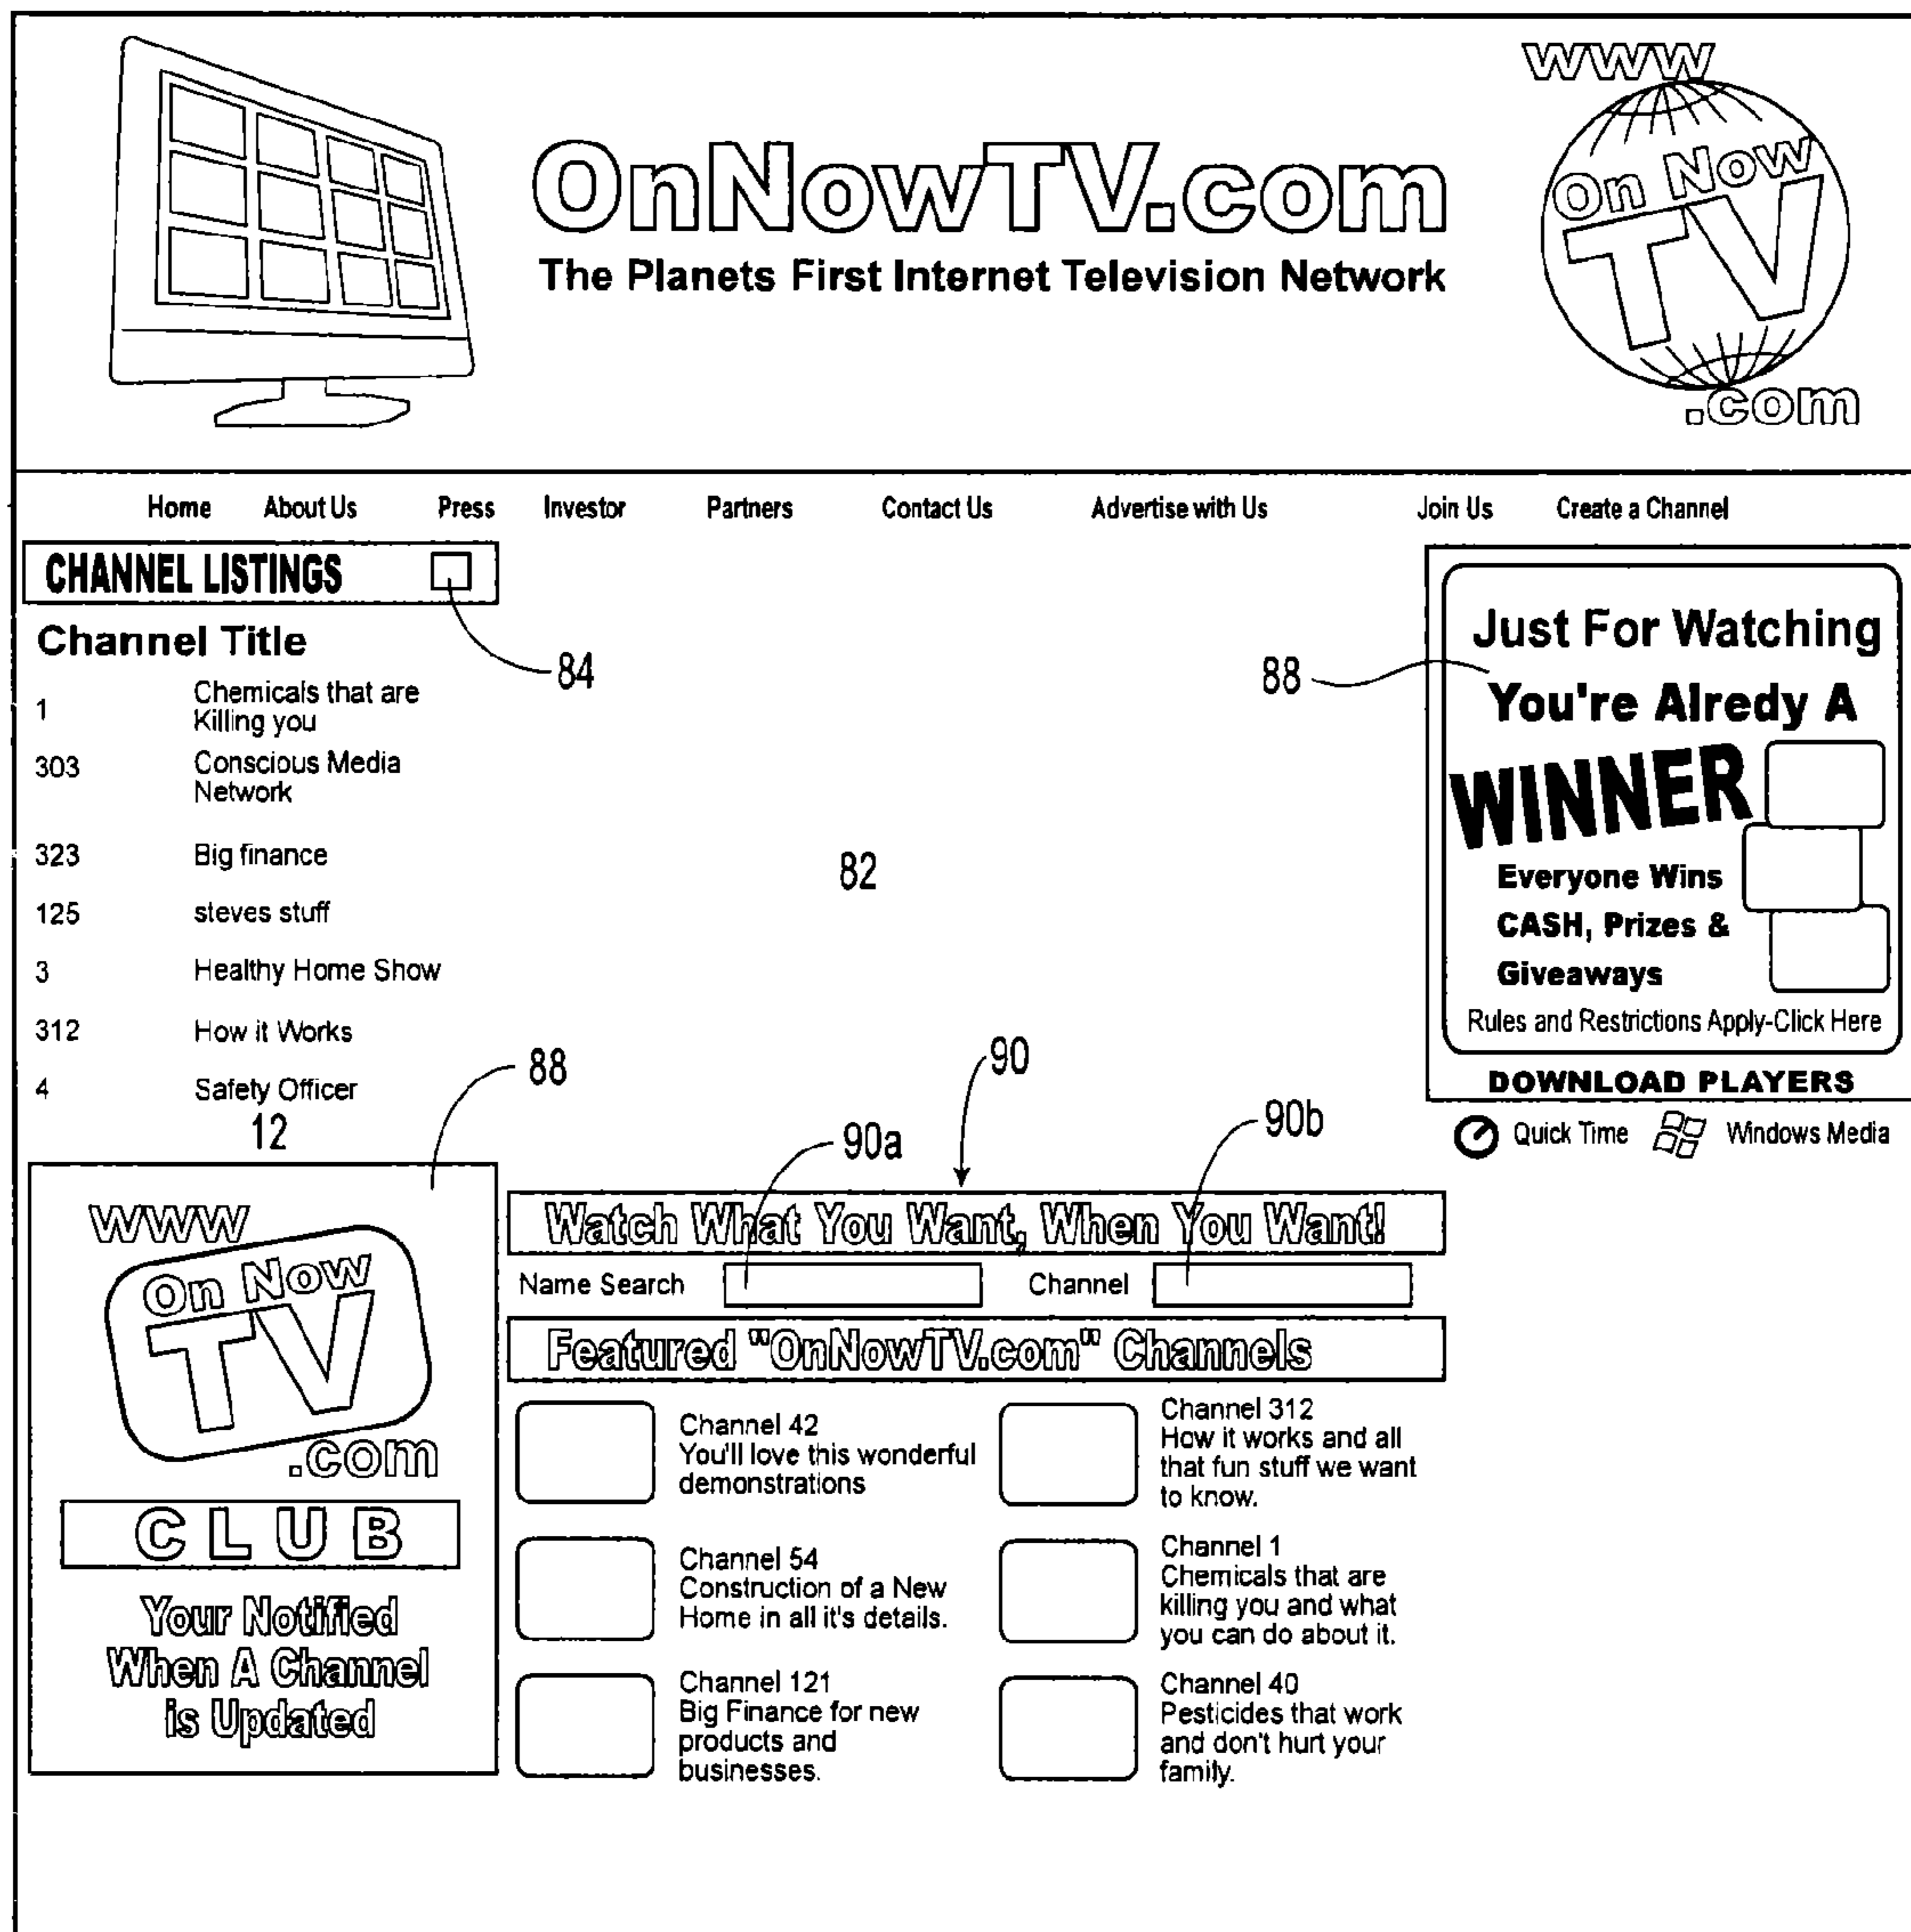 www
On Now
TV
.com
OnNowTV.com
The Planets First Internet Television Network
Home About Us Press Investor Partners Contact Us Advertise with Us Join Us Create a Channel
CHANNEL LISTINGS
84
Channel Title
1 Chemicals that are
Killing you
303 Conscious Media
Network
323 Big finance
125 steves stuff
3 Healthy Home Show
312 How it Works
4 Safety Officer
12
82
88
Just For Watching
You're Alredy A
WINNER
Everyone Wins
CASH, Prizes &
Giveaways
Rules and Restrictions Apply-Click Here
DOWNLOAD PLAYERS
Quick Time Windows Media
88
www
On Now
TV
.com
CLUB
Your Notified
When A Channel
is Updated
90
90a
90b
Watch What You Want, When You Want!
Name Search Channel
Featured "OnNowTV.com" Channels
Channel 42
You'll love this wonderful
demonstrations
Channel 312
How it works and all
that fun stuff we want
to know.
Channel 54
Construction of a New
Home in all it's details.
Channel 1
Chemicals that are
killing you and what
you can do about it.
Channel 121
Big Finance for new
products and
businesses.
Channel 40
Pesticides that work
and don't hurt your
family.